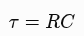 τ = RC